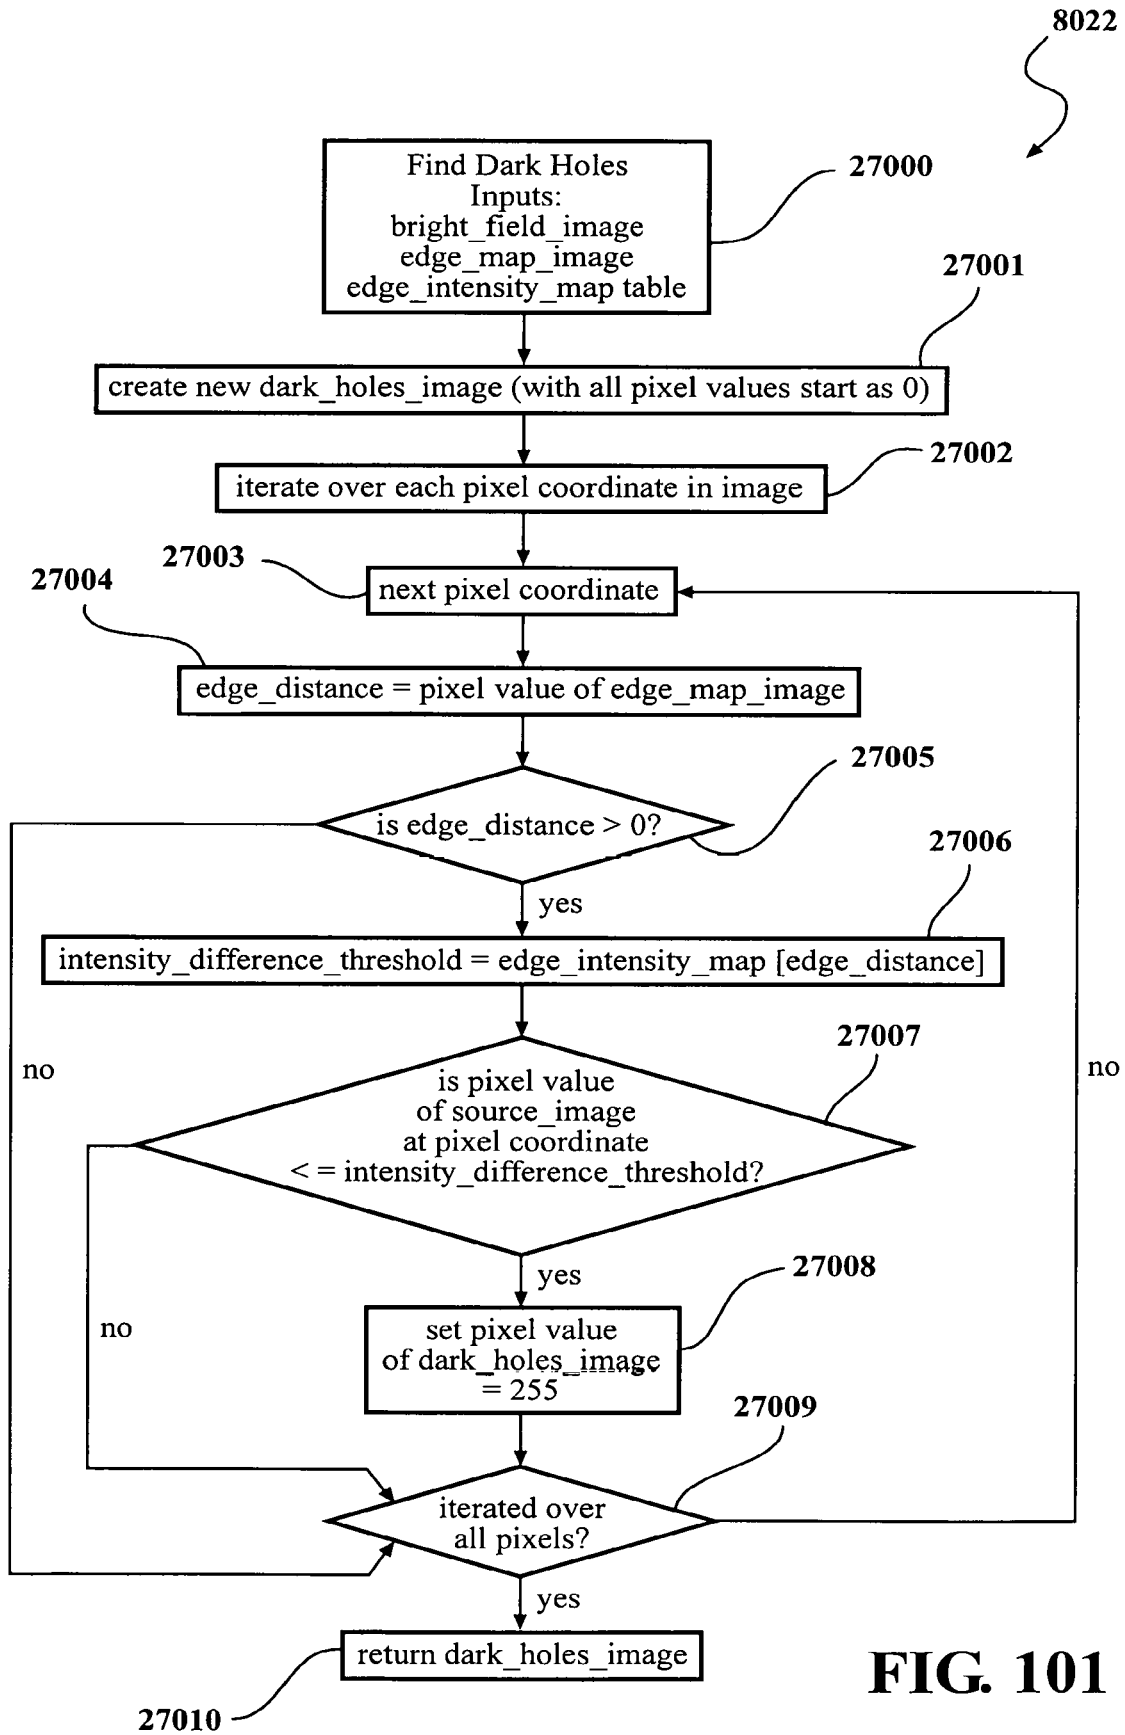 8022
Find Dark Holes
Inputs:
bright_field_image
edge_map_image
edge_intensity_map table
27000
27001
create new dark_holes_image (with all pixel values start as 0)
27002
iterate over each pixel coordinate in image
27003
next pixel coordinate
27004
edge_distance = pixel value of edge_map_image
27005
is edge_distance > 0?
yes
27006
intensity_difference_threshold = edge_intensity_map [edge_distance]
27007
no
no
is pixel value
of source_image
at pixel coordinate
< = intensity_difference_threshold?
yes
27008
no
set pixel value
of dark_holes_image
= 255
27009
iterated over
all pixels?
yes
return dark_holes_image
27010
FIG. 101